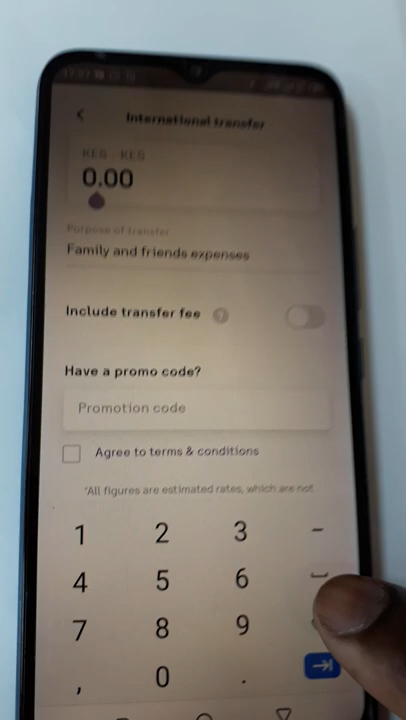 International transfer
KES - KES
0.00
Purpose of transfer
Family and friends expenses
Include transfer fee ?
Have a promo code?
Promotion code
Agree to terms & conditions
*All figures are estimated rates, which are not
1 2 3 -
4 5 6
7 8 9
, 0 .